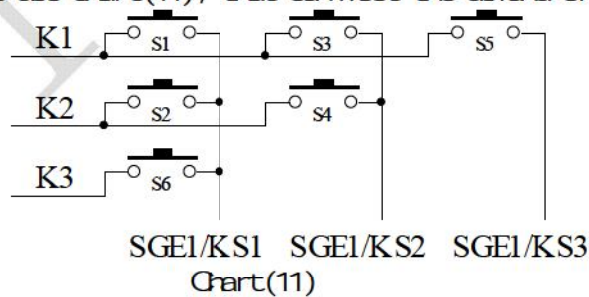 K1 S1 S3 S5
K2 S2 S4
K3 S6
SGE1/KS1 SGE1/KS2 SGE1/KS3
Chart(11)